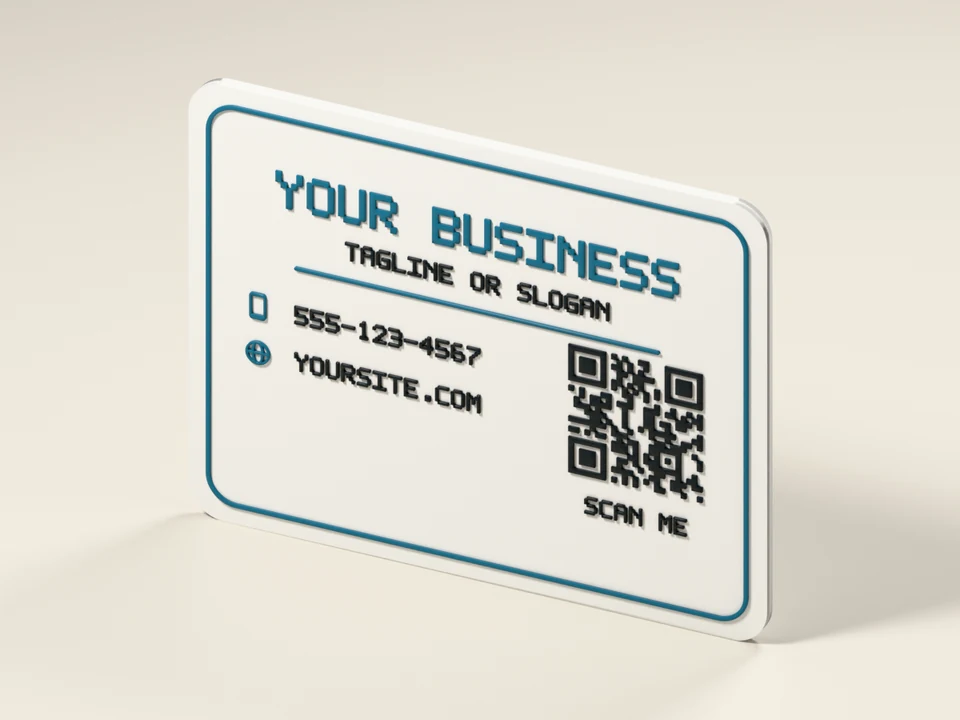 YOUR BUSINESS
TAGLINE OR SLOGAN
555-123-4567
YOURSITE.COM
SCAN ME